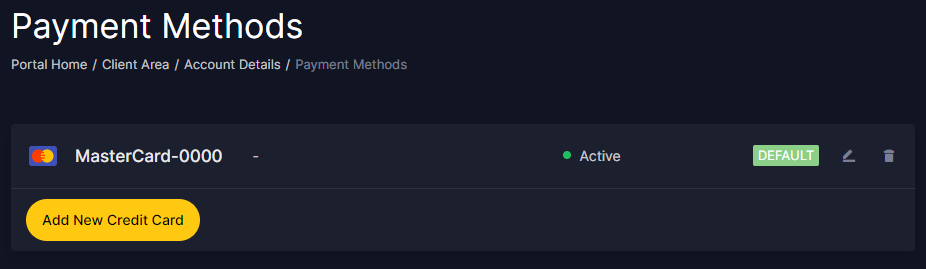 Payment Methods
Portal Home / Client Area / Account Details / Payment Methods
MasterCard-0000 - Active DEFAULT
Add New Credit Card